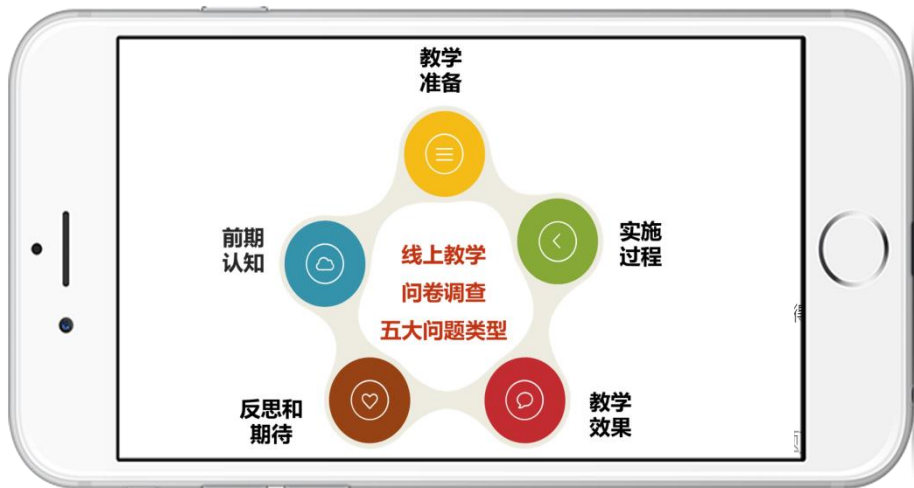 教学
准备
前期
认知
实施
过程
线上教学
问卷调查
五大问题类型
反思和
期待
教学
效果